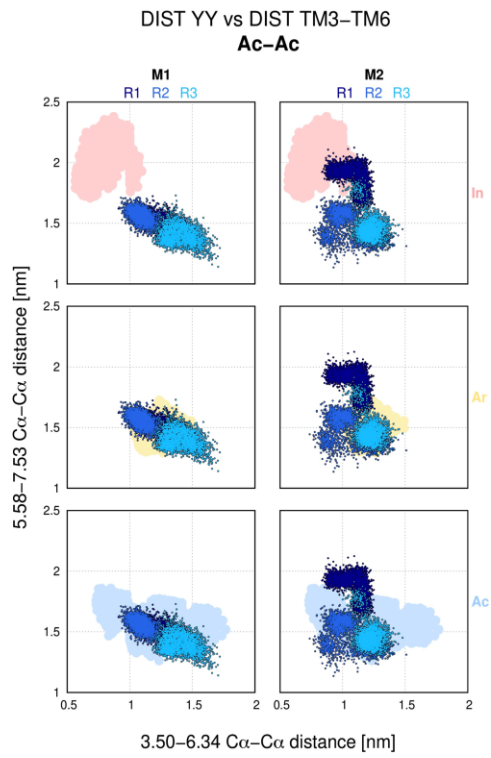 DIST YY vs DIST TM3−TM6
Ac−Ac
M1 M2
R1 R2 R3 R1 R2 R3
2.5
2
In
1.5
1
2.5
2
Ar
1.5
1
2.5
2
Ac
1.5
1
0.5 1 1.5 2 0.5 1 1.5 2
5.58−7.53 Cα−Cα distance [nm]
3.50−6.34 Cα−Cα distance [nm]